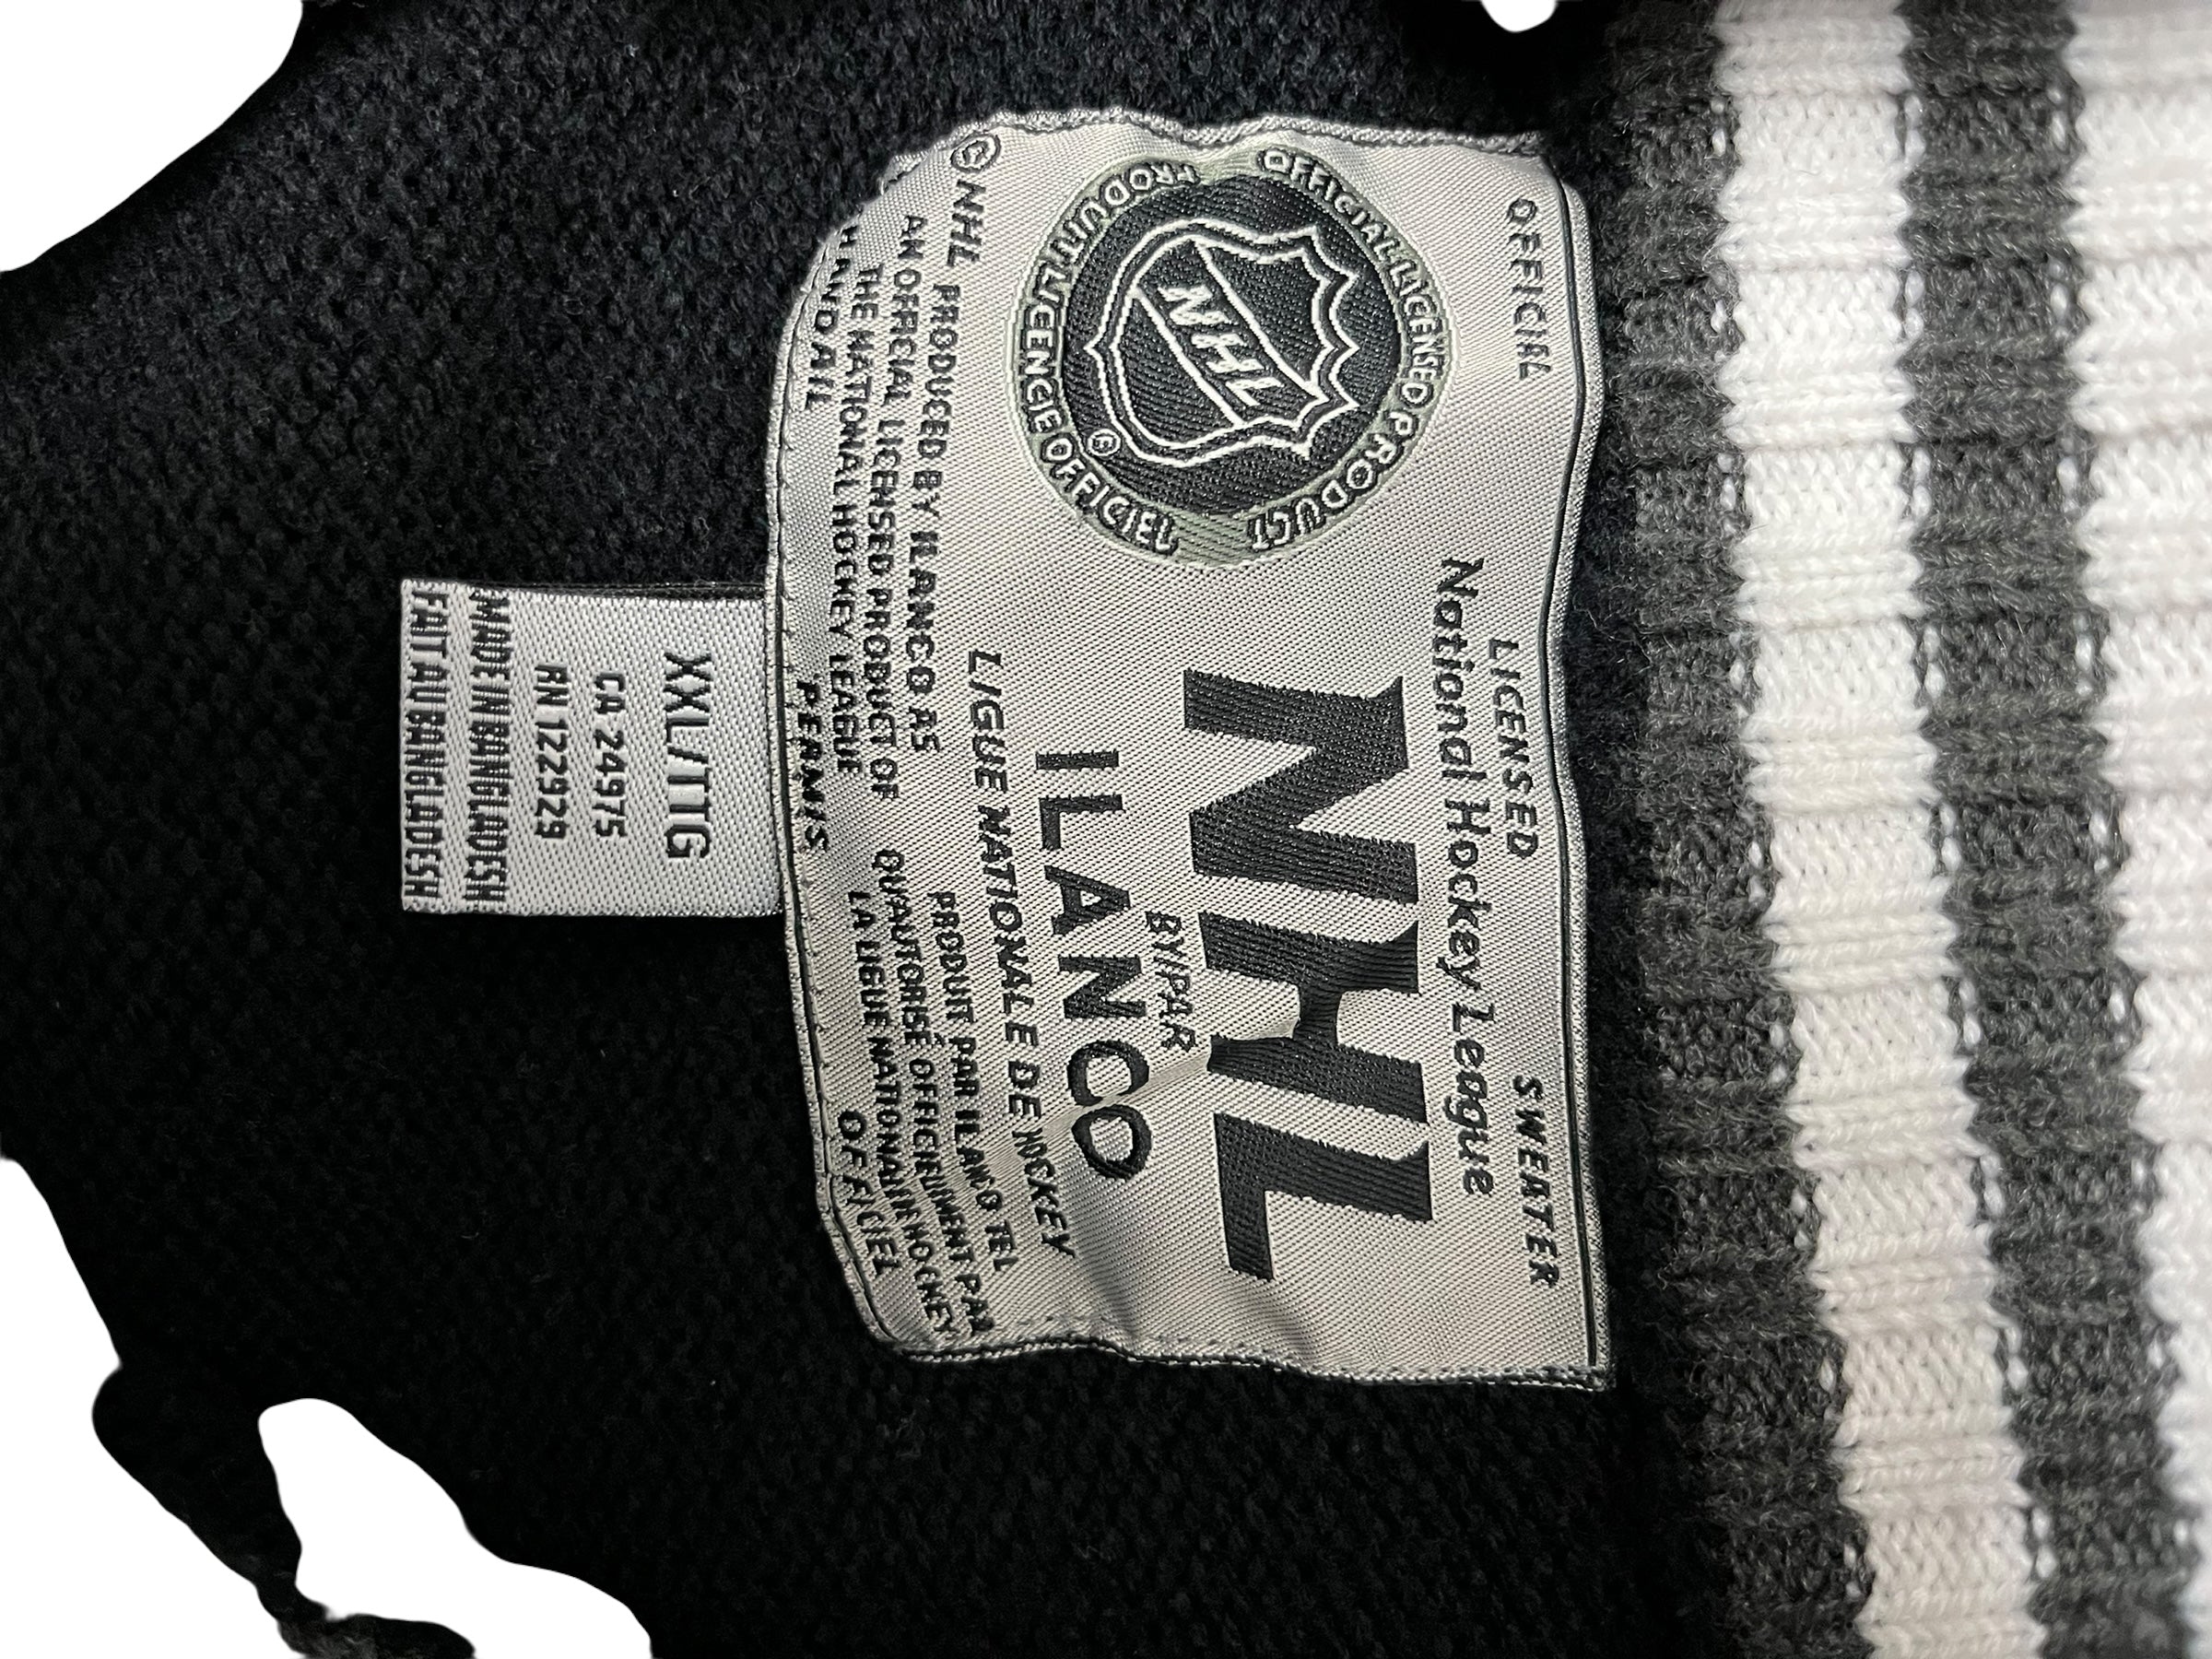 OFFICIAL LICENSED SWEATER
National Hockey League
NHL
OFFICIAL LICENSED PRODUCT
PRODUIT LICENCE OFFICIEL
NHL
®
BY/PAR
ILANCO
LIGUE NATIONALE DE HOCKEY
© NHL PRODUCED BY ILANCO AS
AN OFFICIAL LICENSED PRODUCT OF
THE NATIONAL HOCKEY LEAGUE
PRODUIT PAR ILANCO TEL
QU'AUTORISÉ OFFICIELLEMENT PAR
LA LIGUE NATIONALE HOCKEY
OFFICIEL
XXL/TTG
CA 24975
RN 122929
MADE IN BANGLADESH
FAIT AU BANGLADESH